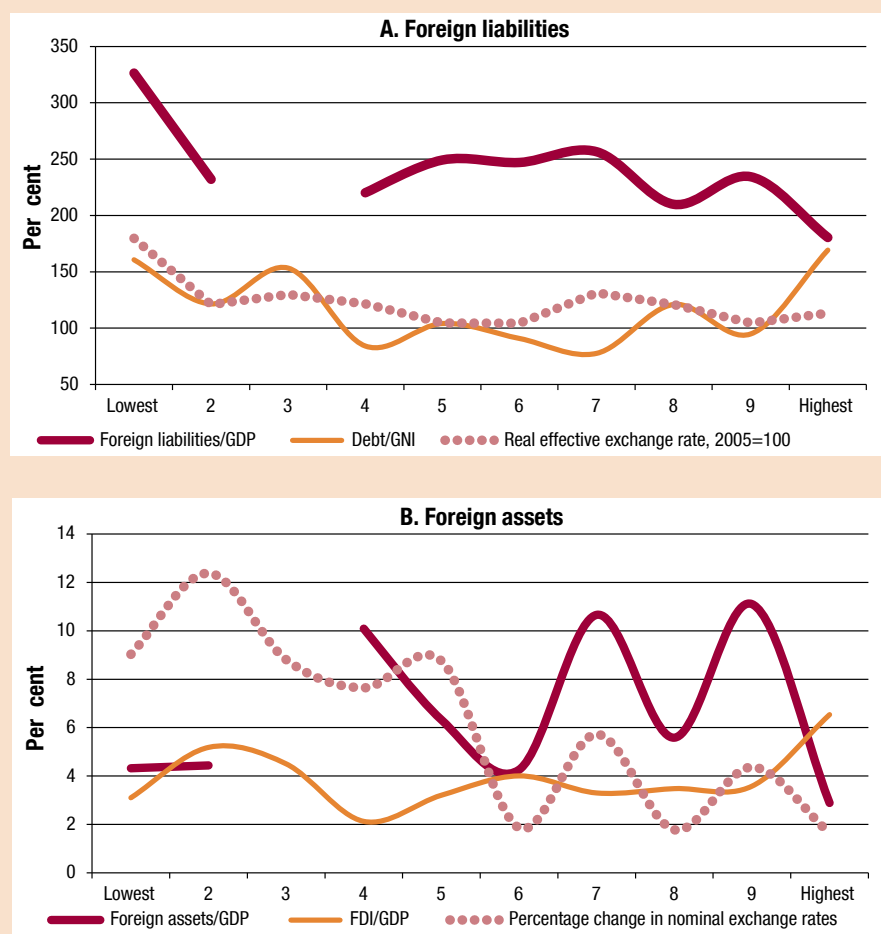 A. Foreign liabilities
350
300
250
200
150
100
50
Per cent
Lowest 2 3 4 5 6 7 8 9 Highest
Foreign liabilities/GDP Debt/GNI Real effective exchange rate, 2005=100
B. Foreign assets
14
12
10
8
6
4
2
0
Per cent
Lowest 2 3 4 5 6 7 8 9 Highest
Foreign assets/GDP FDI/GDP Percentage change in nominal exchange rates